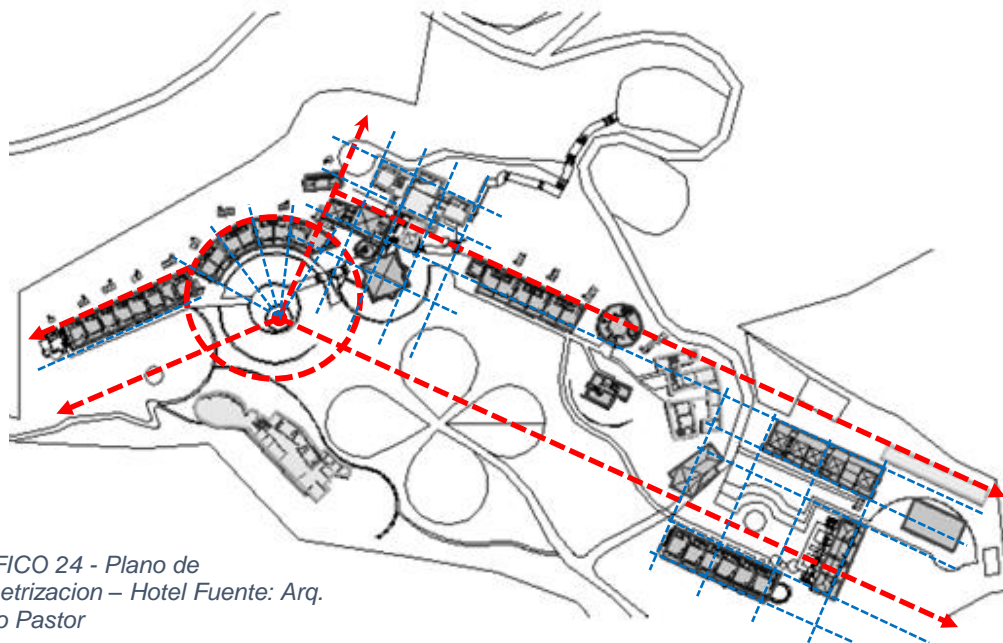 FICO 24 - Plano de
etrizacion – Hotel Fuente: Arq.
o Pastor